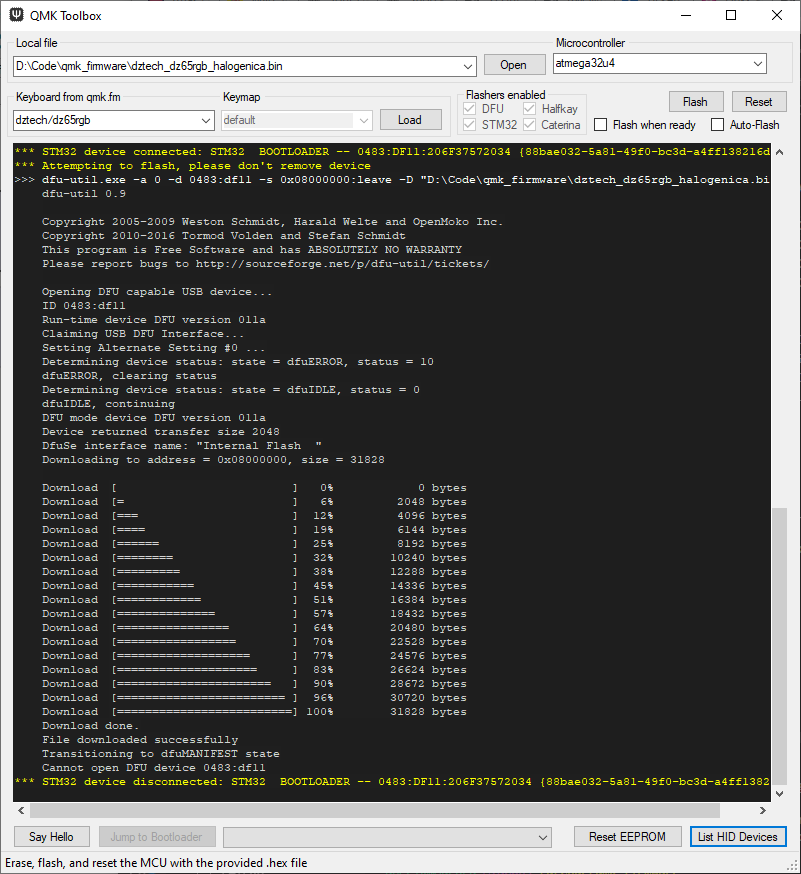 QMK Toolbox
Local file
Microcontroller
D:\Code\qmk_firmware\dztech_dz65rgb_halogenica.bin
Open
atmega32u4
Keyboard from qmk.fm
Keymap
Flashers enabled
Flash
Reset
dztech/dz65rgb
default
Load
DFU
Halfkay
STM32
Caterina
Flash when ready
Auto-Flash
*** STM32 device connected: STM32  BOOTLOADER -- 0483:DF11:206F37572034 {88bae032-5a81-49f0-bc3d-a4ff138216d
*** Attempting to flash, please don't remove device
>>> dfu-util.exe -a 0 -d 0483:df11 -s 0x08000000:leave -D "D:\Code\qmk_firmware\dztech_dz65rgb_halogenica.bi
dfu-util 0.9
Copyright 2005-2009 Weston Schmidt, Harald Welte and OpenMoko Inc.
Copyright 2010-2016 Tormod Volden and Stefan Schmidt
This program is Free Software and has ABSOLUTELY NO WARRANTY
Please report bugs to http://sourceforge.net/p/dfu-util/tickets/
Opening DFU capable USB device...
ID 0483:df11
Run-time device DFU version 011a
Claiming USB DFU Interface...
Setting Alternate Setting #0 ...
Determining device status: state = dfuERROR, status = 10
dfuERROR, clearing status
Determining device status: state = dfuIDLE, status = 0
dfuIDLE, continuing
DFU mode device DFU version 011a
Device returned transfer size 2048
DfuSe interface name: "Internal Flash  "
Downloading to address = 0x08000000, size = 31828
Download  [                         ]   0%            0 bytes
Download  [=                        ]   6%         2048 bytes
Download  [===                      ]  12%         4096 bytes
Download  [====                     ]  19%         6144 bytes
Download  [======                   ]  25%         8192 bytes
Download  [========                 ]  32%        10240 bytes
Download  [=========                ]  38%        12288 bytes
Download  [===========              ]  45%        14336 bytes
Download  [============             ]  51%        16384 bytes
Download  [==============           ]  57%        18432 bytes
Download  [================         ]  64%        20480 bytes
Download  [=================        ]  70%        22528 bytes
Download  [===================      ]  77%        24576 bytes
Download  [====================     ]  83%        26624 bytes
Download  [======================   ]  90%        28672 bytes
Download  [======================== ]  96%        30720 bytes
Download  [=========================] 100%        31828 bytes
Download done.
File downloaded successfully
Transitioning to dfuMANIFEST state
Cannot open DFU device 0483:df11
*** STM32 device disconnected: STM32  BOOTLOADER -- 0483:DF11:206F37572034 {88bae032-5a81-49f0-bc3d-a4ff1382
Say Hello
Jump to Bootloader
Reset EEPROM
List HID Devices
Erase, flash, and reset the MCU with the provided .hex file